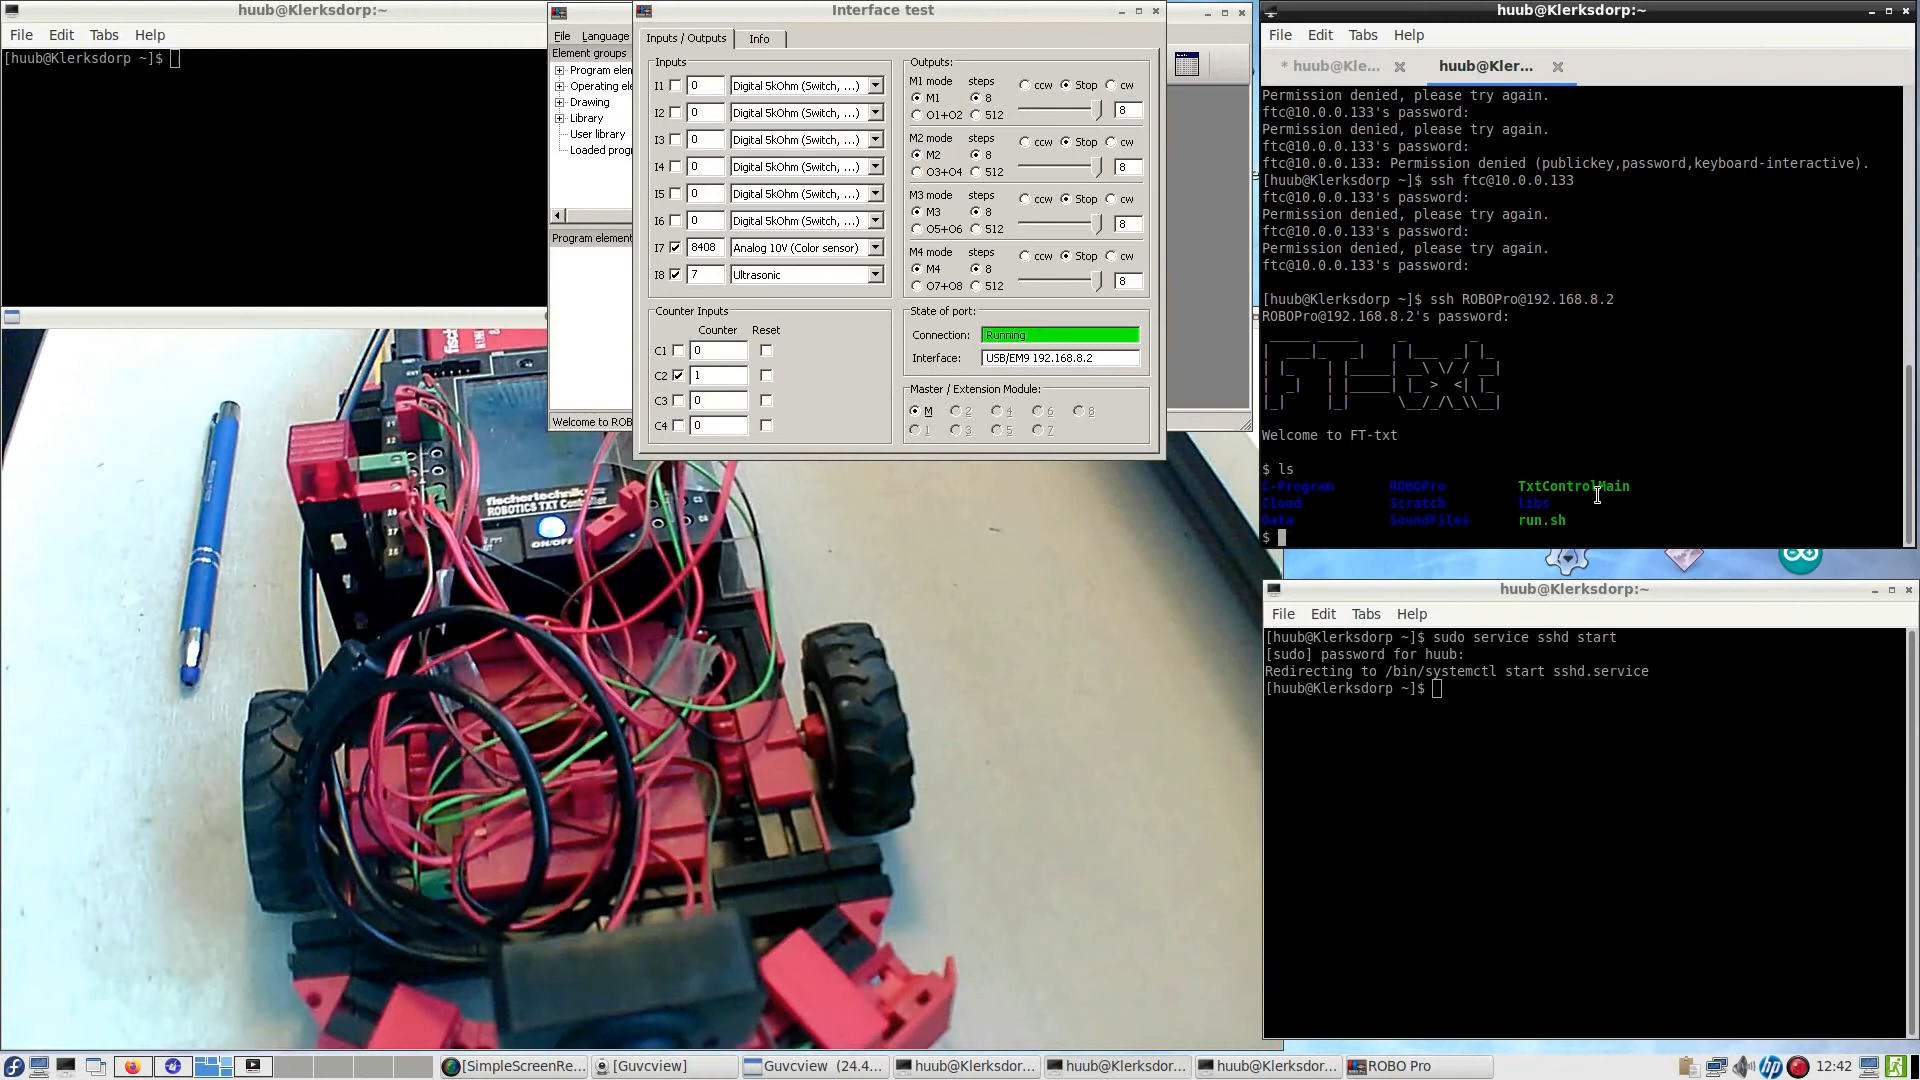 huub@Klerksdorp:~
File Edit Tabs Help
[huub@Klerksdorp ~]$
File Language
Element groups
Program elem
Operating ele
Drawing
Library
User library
Loaded progr
Program element
Welcome to ROB
Interface test
Inputs / Outputs
Info
Inputs
I1 0 Digital 5kOhm (Switch, ...)
I2 0 Digital 5kOhm (Switch, ...)
I3 0 Digital 5kOhm (Switch, ...)
I4 0 Digital 5kOhm (Switch, ...)
I5 0 Digital 5kOhm (Switch, ...)
I6 0 Digital 5kOhm (Switch, ...)
I7 8408 Analog 10V (Color sensor)
I8 7 Ultrasonic
Counter Inputs
Counter Reset
C1 0
C2 1
C3 0
C4 0
Outputs:
M1 mode steps ccw Stop cw
M1 8
O1+O2 512 8
M2 mode steps ccw Stop cw
M2 8
O3+O4 512 8
M3 mode steps ccw Stop cw
M3 8
O5+O6 512 8
M4 mode steps ccw Stop cw
M4 8
O7+O8 512 8
State of port:
Connection: Running
Interface: USB/EM9 192.168.8.2
Master / Extension Module:
M 2 4 6 8
1 3 5 7
huub@Klerksdorp:~
File Edit Tabs Help
* huub@Kle... huub@Kler...
Permission denied, please try again.
ftc@10.0.0.133's password:
Permission denied, please try again.
ftc@10.0.0.133's password:
ftc@10.0.0.133: Permission denied (publickey,password,keyboard-interactive).
[huub@Klerksdorp ~]$ ssh ftc@10.0.0.133
ftc@10.0.0.133's password:
Permission denied, please try again.
ftc@10.0.0.133's password:
Permission denied, please try again.
ftc@10.0.0.133's password:
[huub@Klerksdorp ~]$ ssh ROBOPro@192.168.8.2
ROBOPro@192.168.8.2's password:
FT-txt
Welcome to FT-txt
$ ls
C-Program ROBOPro TxtControlMain
Cloud Scratch libs
Data SoundFiles run.sh
$
huub@Klerksdorp:~
File Edit Tabs Help
[huub@Klerksdorp ~]$ sudo service sshd start
[sudo] password for huub:
Redirecting to /bin/systemctl start sshd.service
[huub@Klerksdorp ~]$
fischertechnik
ROBOTICS TXT Controller
ON/OFF
[SimpleScreenRe...
[Guvcview]
Guvcview (24.4...
huub@Klerksdor...
huub@Klerksdor...
huub@Klerksdor...
ROBO Pro
12:42